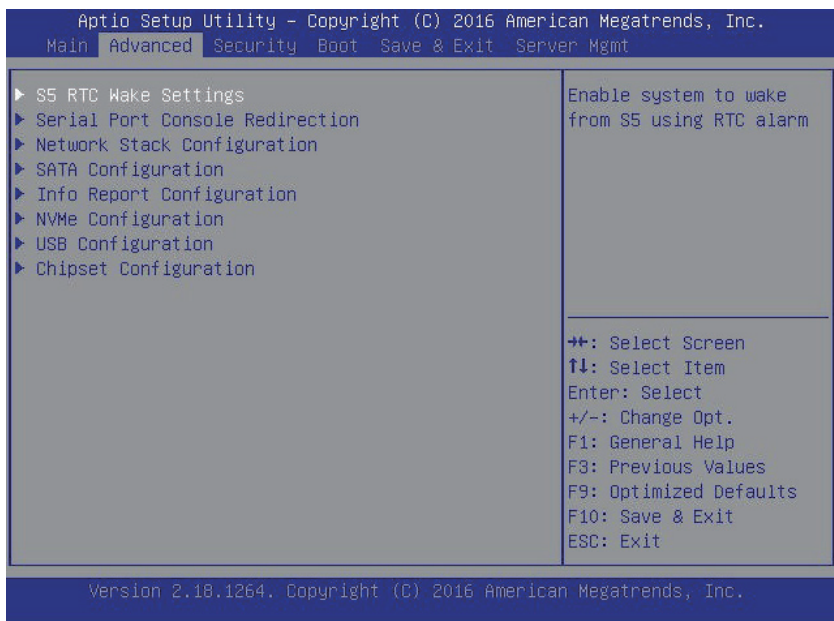 Aptio Setup Utility – Copyright (C) 2016 American Megatrends, Inc.
Main Advanced Security Boot Save & Exit Server Mgmt
▶ S5 RTC Wake Settings
▶ Serial Port Console Redirection
▶ Network Stack Configuration
▶ SATA Configuration
▶ Info Report Configuration
▶ NVMe Configuration
▶ USB Configuration
▶ Chipset Configuration
Enable system to wake
from S5 using RTC alarm
→←: Select Screen
↑↓: Select Item
Enter: Select
+/-: Change Opt.
F1: General Help
F3: Previous Values
F9: Optimized Defaults
F10: Save & Exit
ESC: Exit
Version 2.18.1264. Copyright (C) 2016 American Megatrends, Inc.